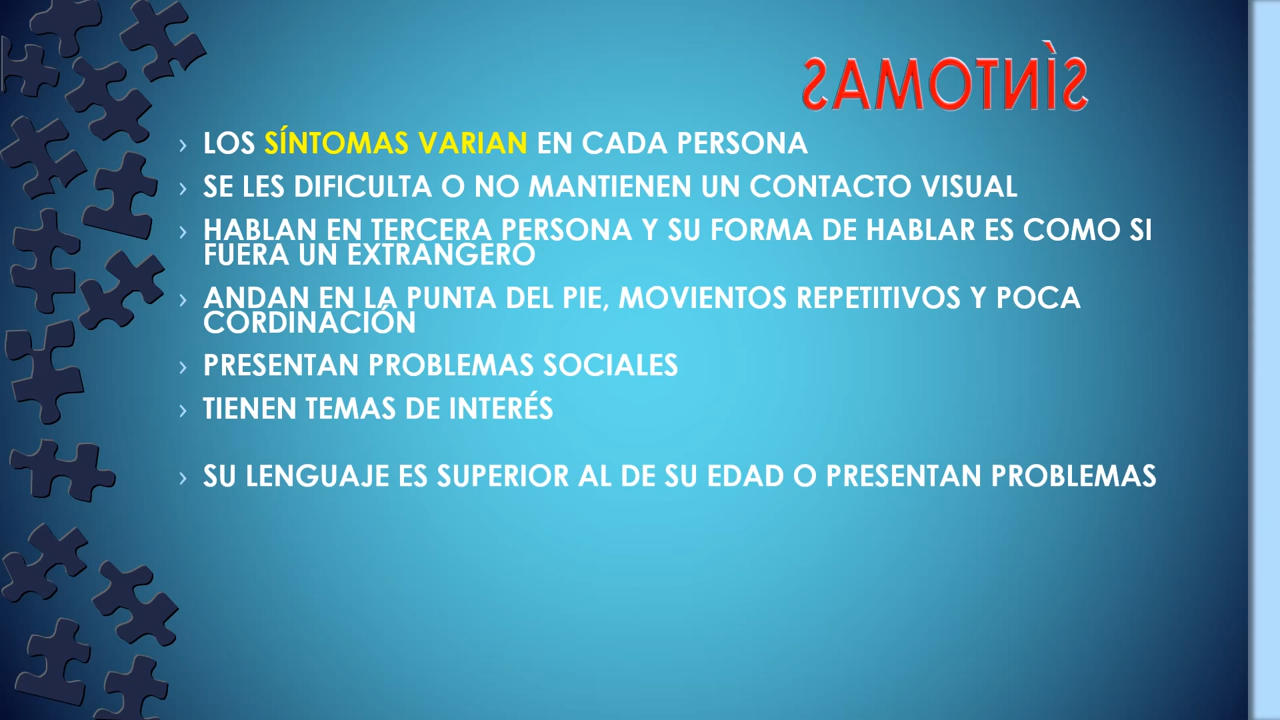 SÍNTOMAS
› LOS SÍNTOMAS VARIAN EN CADA PERSONA
› SE LES DIFICULTA O NO MANTIENEN UN CONTACTO VISUAL
› HABLAN EN TERCERA PERSONA Y SU FORMA DE HABLAR ES COMO SI
FUERA UN EXTRANGERO
› ANDAN EN LA PUNTA DEL PIE, MOVIENTOS REPETITIVOS Y POCA
CORDINACIÓN
› PRESENTAN PROBLEMAS SOCIALES
› TIENEN TEMAS DE INTERÉS
› SU LENGUAJE ES SUPERIOR AL DE SU EDAD O PRESENTAN PROBLEMAS